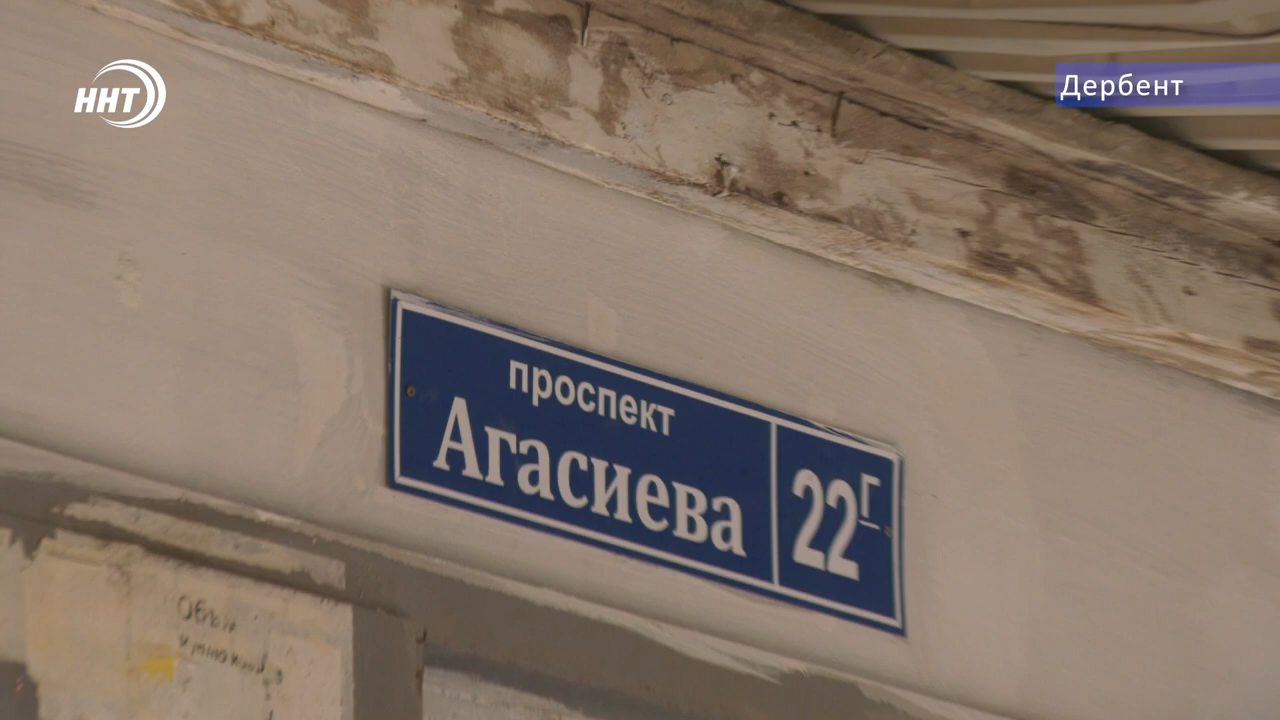 ННТ
Дербент
проспект
Агасиева
22г